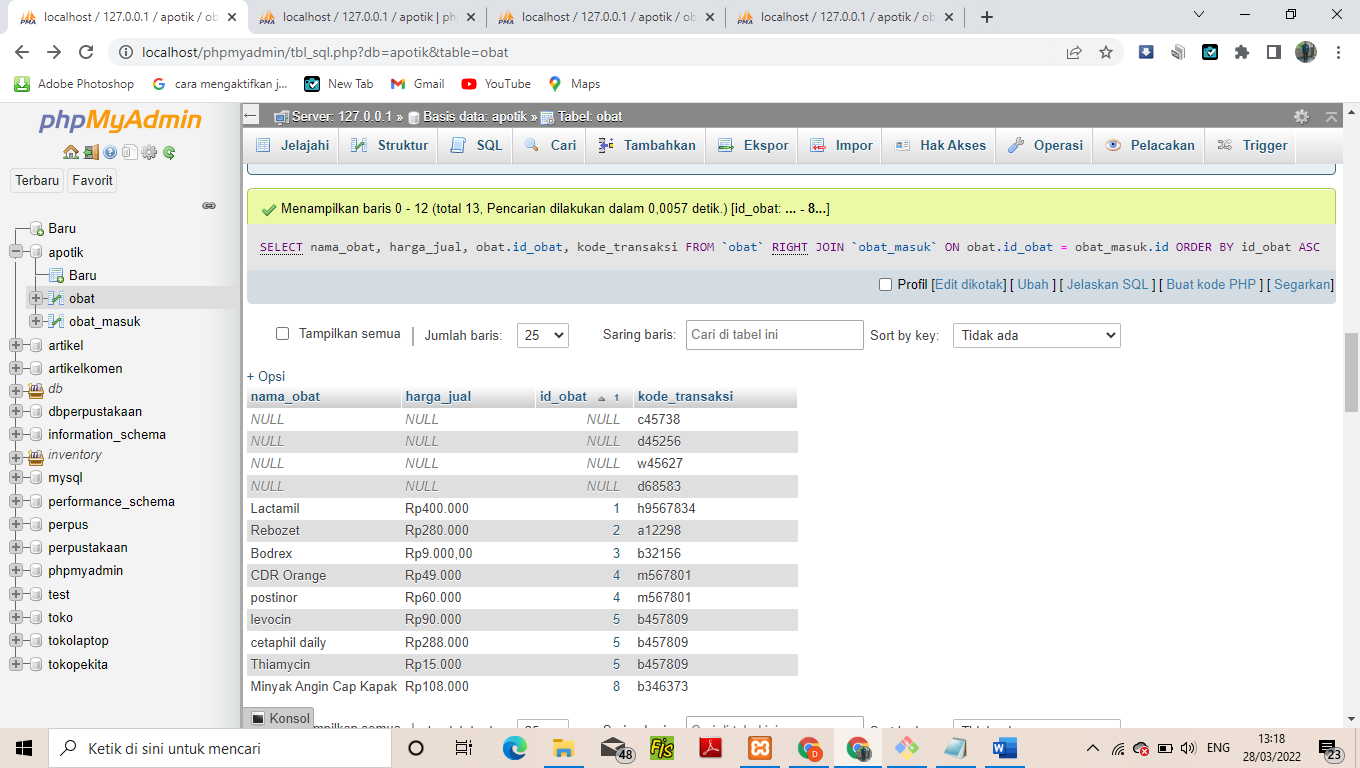 localhost / 127.0.0.1 / apotik / ob
localhost / 127.0.0.1 / apotik | ph
localhost / 127.0.0.1 / apotik / ob
localhost / 127.0.0.1 / apotik / ob
localhost/phpmyadmin/tbl_sql.php?db=apotik&table=obat
Adobe Photoshop
cara mengaktifkan j...
New Tab
Gmail
YouTube
Maps
phpMyAdmin
Terbaru Favorit
Baru
apotik
Baru
obat
obat_masuk
artikel
artikelkomen
db
dbperpustakaan
information_schema
inventory
mysql
performance_schema
perpus
perpustakaan
phpmyadmin
test
toko
tokolaptop
tokopekita
Server: 127.0.0.1 » Basis data: apotik » Tabel: obat
Jelajahi Struktur SQL Cari Tambahkan Ekspor Impor Hak Akses Operasi Pelacakan Trigger
Menampilkan baris 0 - 12 (total 13, Pencarian dilakukan dalam 0,0057 detik.) [id_obat: ... - 8...]
SELECT nama_obat, harga_jual, obat.id_obat, kode_transaksi FROM `obat` RIGHT JOIN `obat_masuk` ON obat.id_obat = obat_masuk.id ORDER BY id_obat ASC
Profil [Edit dikotak] [ Ubah ] [ Jelaskan SQL ] [ Buat kode PHP ] [ Segarkan]
Tampilkan semua | Jumlah baris: 25 Saring baris: Cari di tabel ini Sort by key: Tidak ada
+ Opsi
nama_obat harga_jual id_obat 1 kode_transaksi
NULL NULL NULL c45738
NULL NULL NULL d45256
NULL NULL NULL w45627
NULL NULL NULL d68583
Lactamil Rp400.000 1 h9567834
Rebozet Rp280.000 2 a12298
Bodrex Rp9.000,00 3 b32156
CDR Orange Rp49.000 4 m567801
postinor Rp60.000 4 m567801
levocin Rp90.000 5 b457809
cetaphil daily Rp288.000 5 b457809
Thiamycin Rp15.000 5 b457809
Minyak Angin Cap Kapak Rp108.000 8 b346373
Konsol
Ketik di sini untuk mencari
48
ENG
13:18
28/03/2022
23